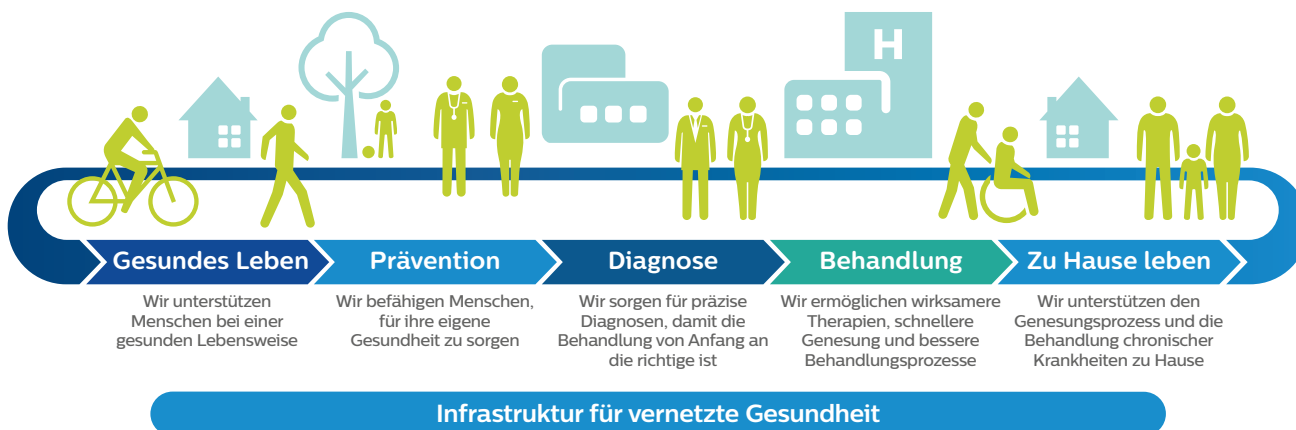 H
Gesundes Leben
Prävention
Diagnose
Behandlung
Zu Hause leben
Wir unterstützen
Menschen bei einer
gesunden Lebensweise
Wir befähigen Menschen,
für ihre eigene
Gesundheit zu sorgen
Wir sorgen für präzise
Diagnosen, damit die
Behandlung von Anfang an
die richtige ist
Wir ermöglichen wirksamere
Therapien, schnellere
Genesung und bessere
Behandlungsprozesse
Wir unterstützen den
Genesungsprozess und die
Behandlung chronischer
Krankheiten zu Hause
Infrastruktur für vernetzte Gesundheit